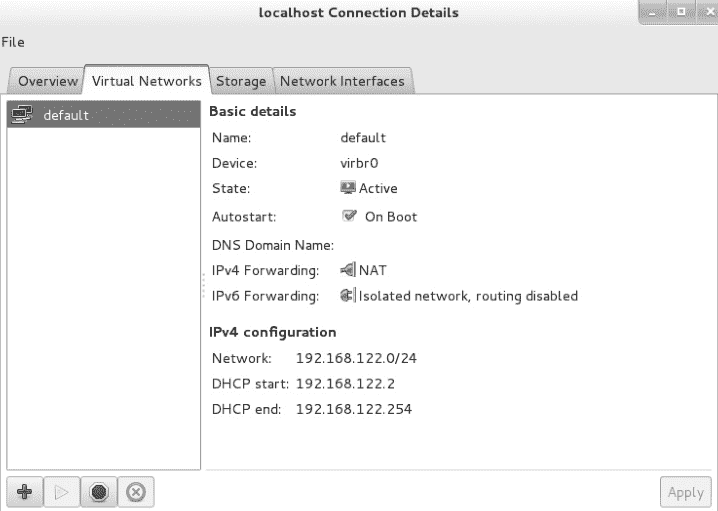 localhost Connection Details
File
Overview Virtual Networks Storage Network Interfaces
default
Basic details
Name: default
Device: virbr0
State: Active
Autostart: On Boot
DNS Domain Name:
IPv4 Forwarding: NAT
IPv6 Forwarding: Isolated network, routing disabled
IPv4 configuration
Network: 192.168.122.0/24
DHCP start: 192.168.122.2
DHCP end: 192.168.122.254
Apply